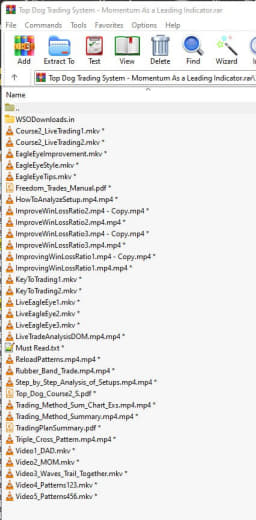 Top Dog Trading System - Momentum As a Leading Indicator.rar
File Commands Tools Favorites Options Help
Add Extract To Test View Delete Find Wizard Info
Top Dog Trading System - Momentum As a Leading Indicator.rar\
Name
..
WSODownloads.in
Course2_LiveTrading1.mkv *
Course2_LiveTrading2.mkv *
EagleEyeImprovement.mkv *
EagleEyeStyle.mkv *
EagleEyeTips.mkv *
Freedom_Trades_Manual.pdf *
HowToAnalyzeSetup.mp4.mp4 *
ImproveWinLossRatio2.mp4 - Copy.mp4 *
ImproveWinLossRatio2.mp4.mp4 *
ImproveWinLossRatio3.mp4 - Copy.mp4 *
ImproveWinLossRatio3.mp4.mp4 *
ImprovingWinLossRatio1.mp4 - Copy.mp4 *
ImprovingWinLossRatio1.mp4.mp4 *
KeyToTrading1.mkv *
KeyToTrading2.mkv *
LiveEagleEye1.mkv *
LiveEagleEye2.mkv *
LiveEagleEye3.mkv *
LiveTradeAnalysisDOM.mp4.mp4 *
Must Read.txt *
ReloadPatterns.mp4.mp4 *
Rubber_Band_Trade.mp4.mp4 *
Step_by_Step_Analysis_of_Setups.mp4.mp4 *
Top_Dog_Course2_S.pdf *
Trading_Method_Sum_Chart_Exs.mp4.mp4 *
Trading_Method_Summary.mp4.mp4 *
TradingPlanSummary.pdf *
Triple_Cross_Pattern.mp4.mp4 *
Video1_DAD.mkv *
Video2_MOM.mkv *
Video3_Waves_Trail_Together.mkv *
Video4_Patterns123.mkv *
Video5_Patterns456.mkv *